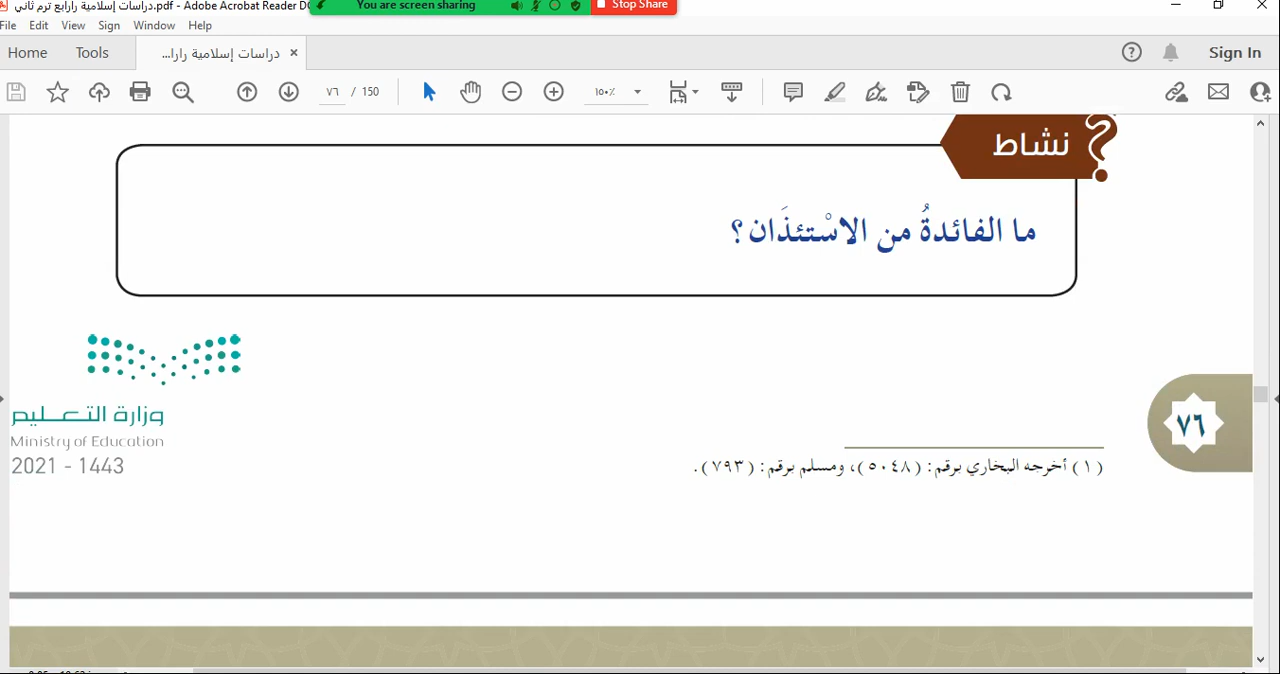 دراسات إسلامية رارابع ترم ثاني.pdf - Adobe Acrobat Reader DC
You are screen sharing
Stop Share
File Edit View Sign Window Help
Home Tools دراسات إسلامية رارا... × Sign In
٧٦ / 150 ١٥٠٪
نشاط
ما الفائدةُ من الاسْتئذَان؟
وزارة التعليم
Ministry of Education
2021 - 1443
٧٦
(١) أخرجه البخاري برقم: (٥٠٤٨)، ومسلم برقم: (٧٩٣).